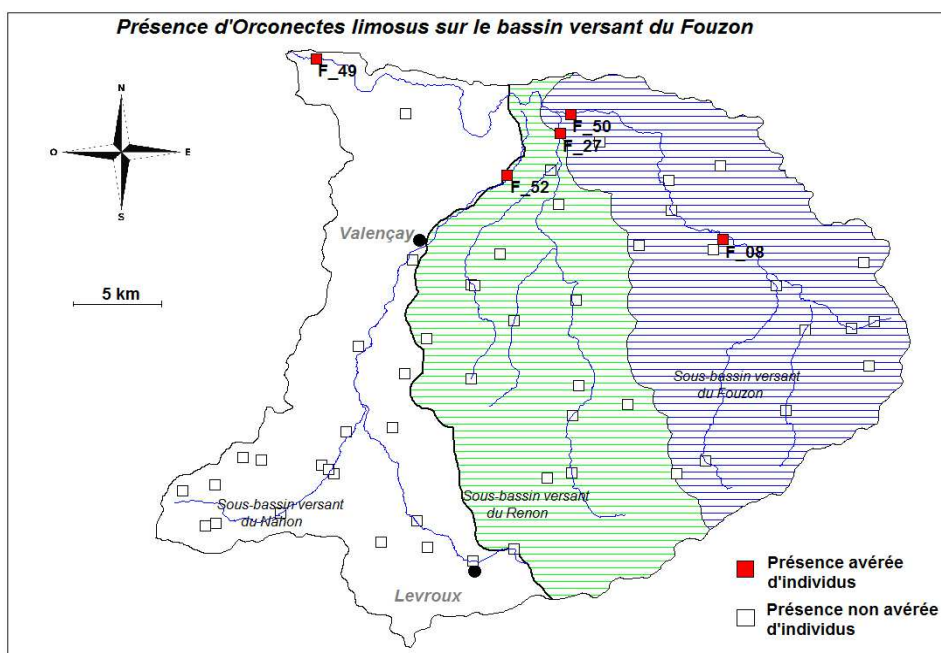 Présence d'Orconectes limosus sur le bassin versant du Fouzon
F_49
N
O
E
S
F_50
F_27
F_52
Valençay
F_08
5 km
Sous-bassin versant
du Fouzon
Sous-bassin versant
du Nahon
Sous-bassin versant
du Renon
Levroux
Présence avérée
d'individus
Présence non avérée
d'individus